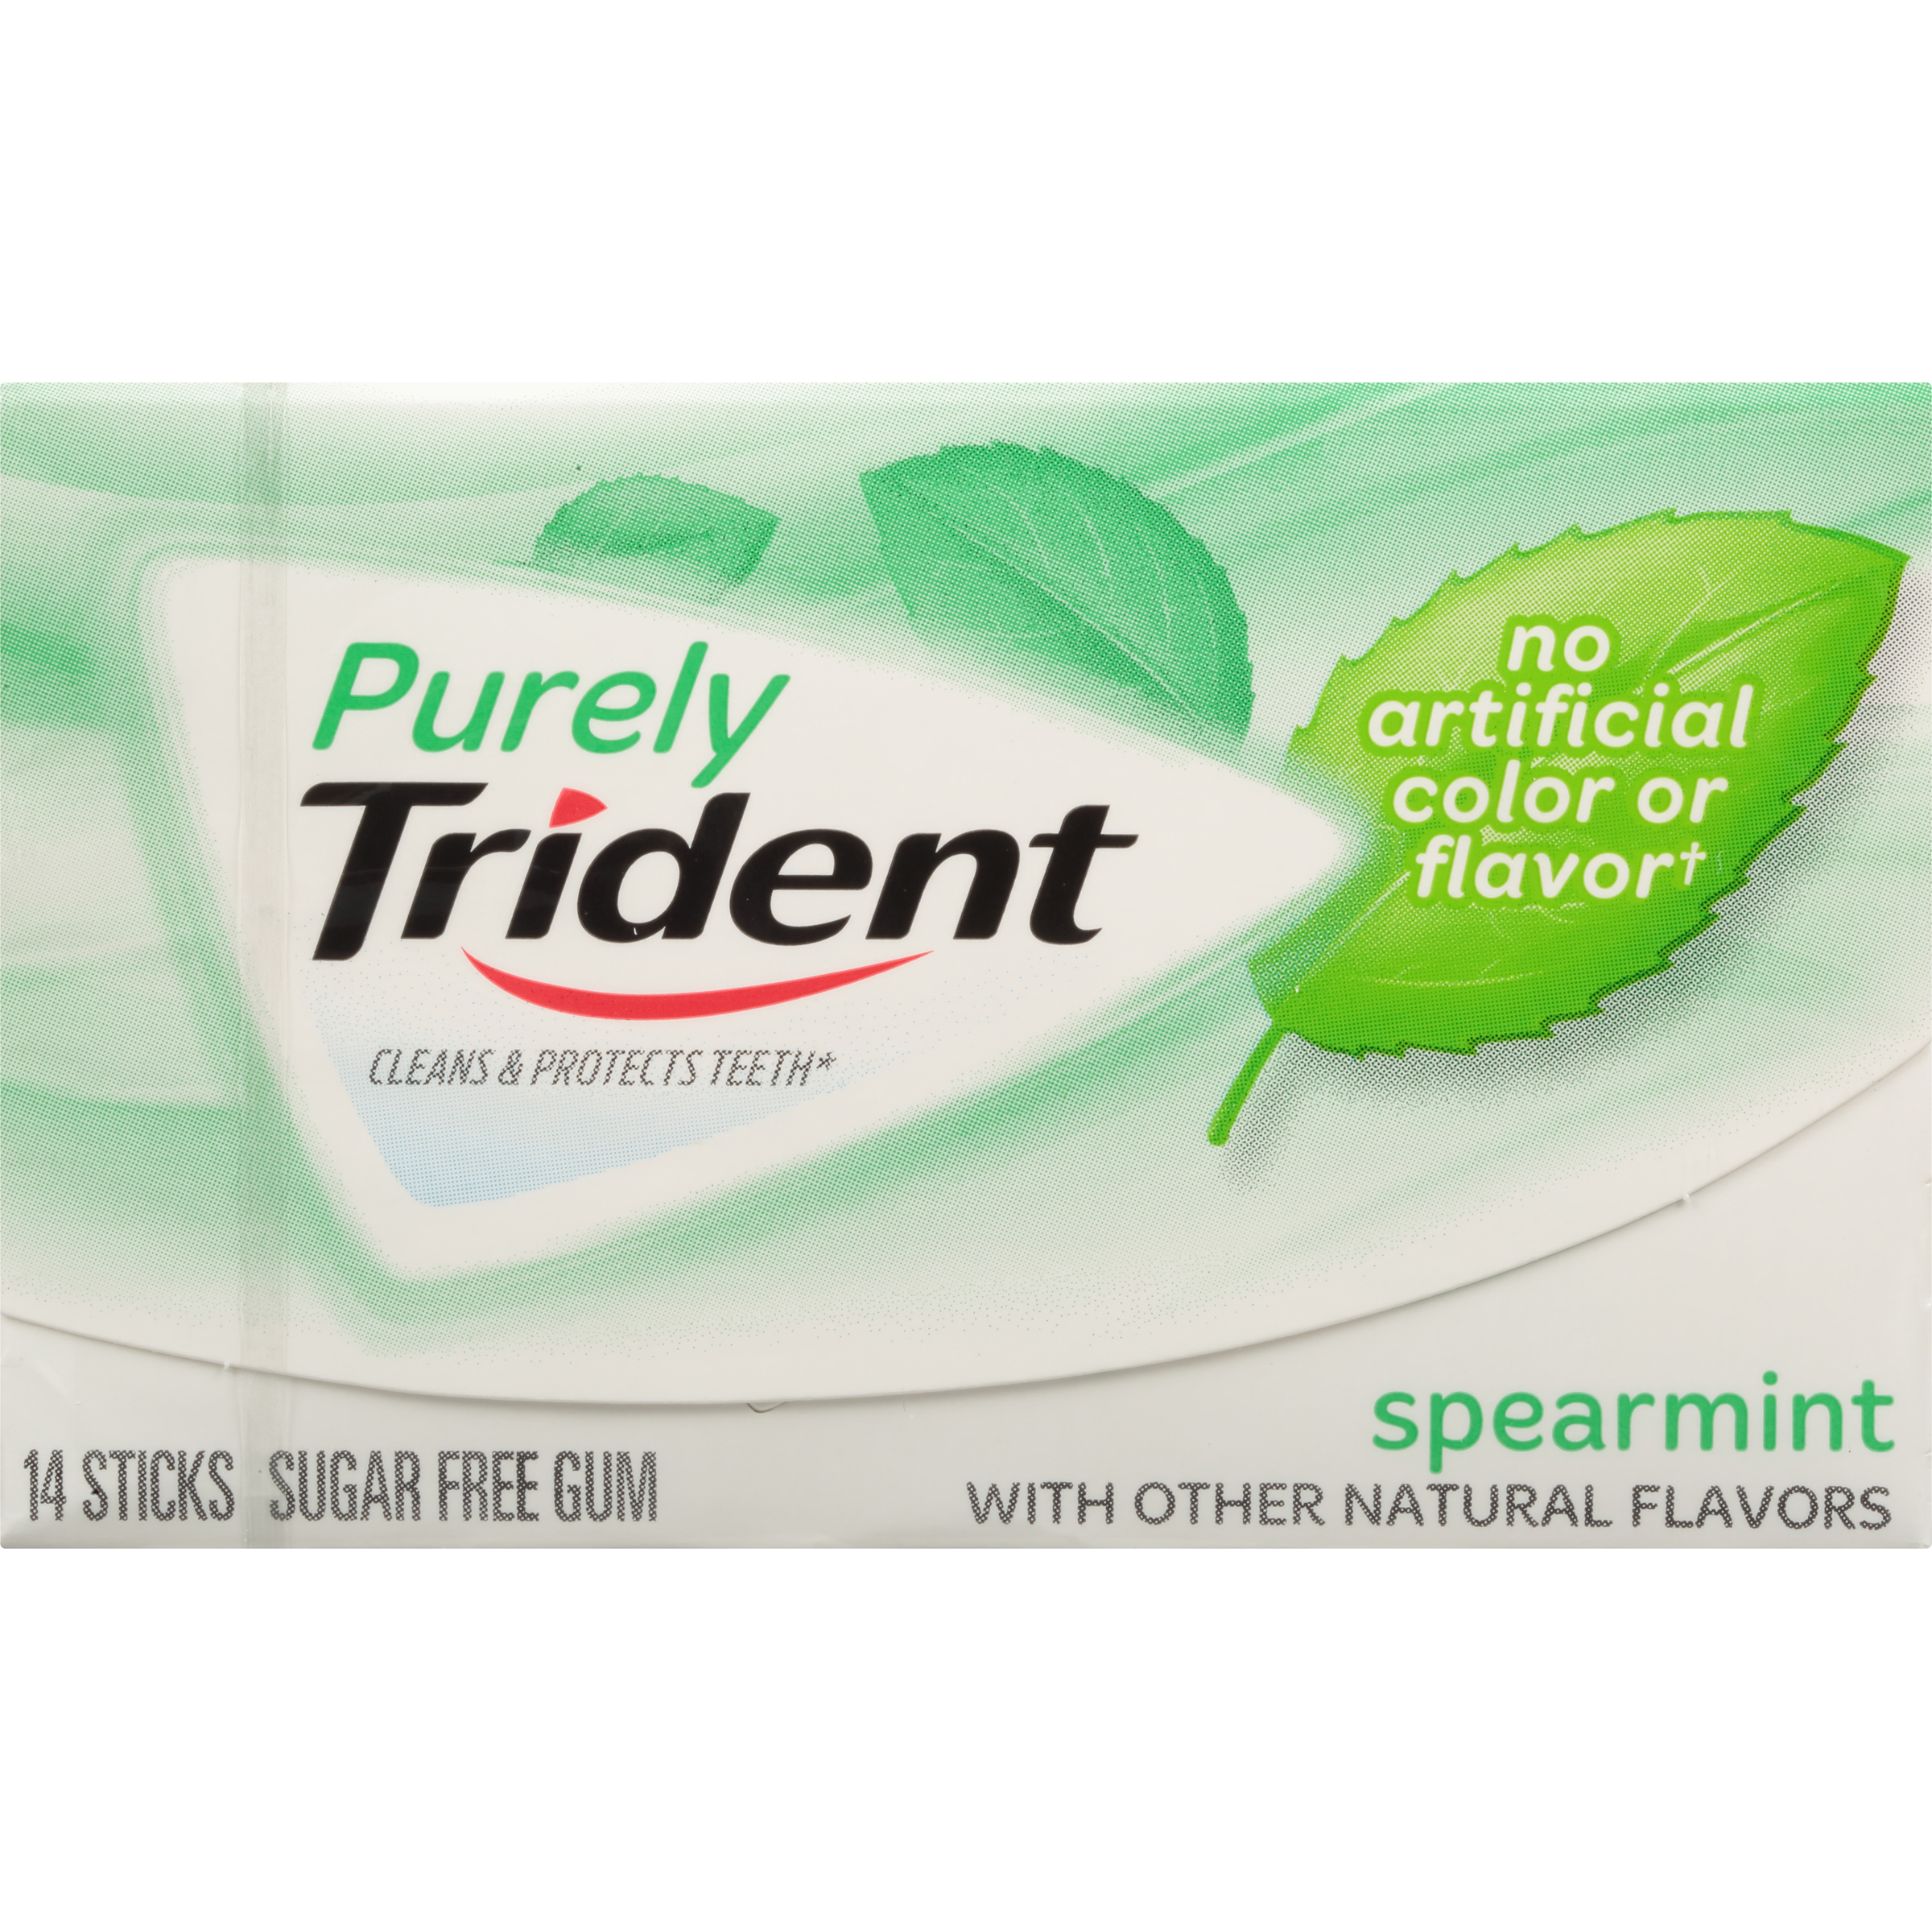 Purely
Trident
CLEANS & PROTECTS TEETH*
no
artificial
color or
flavor†
spearmint
14 STICKS SUGAR FREE GUM
WITH OTHER NATURAL FLAVORS